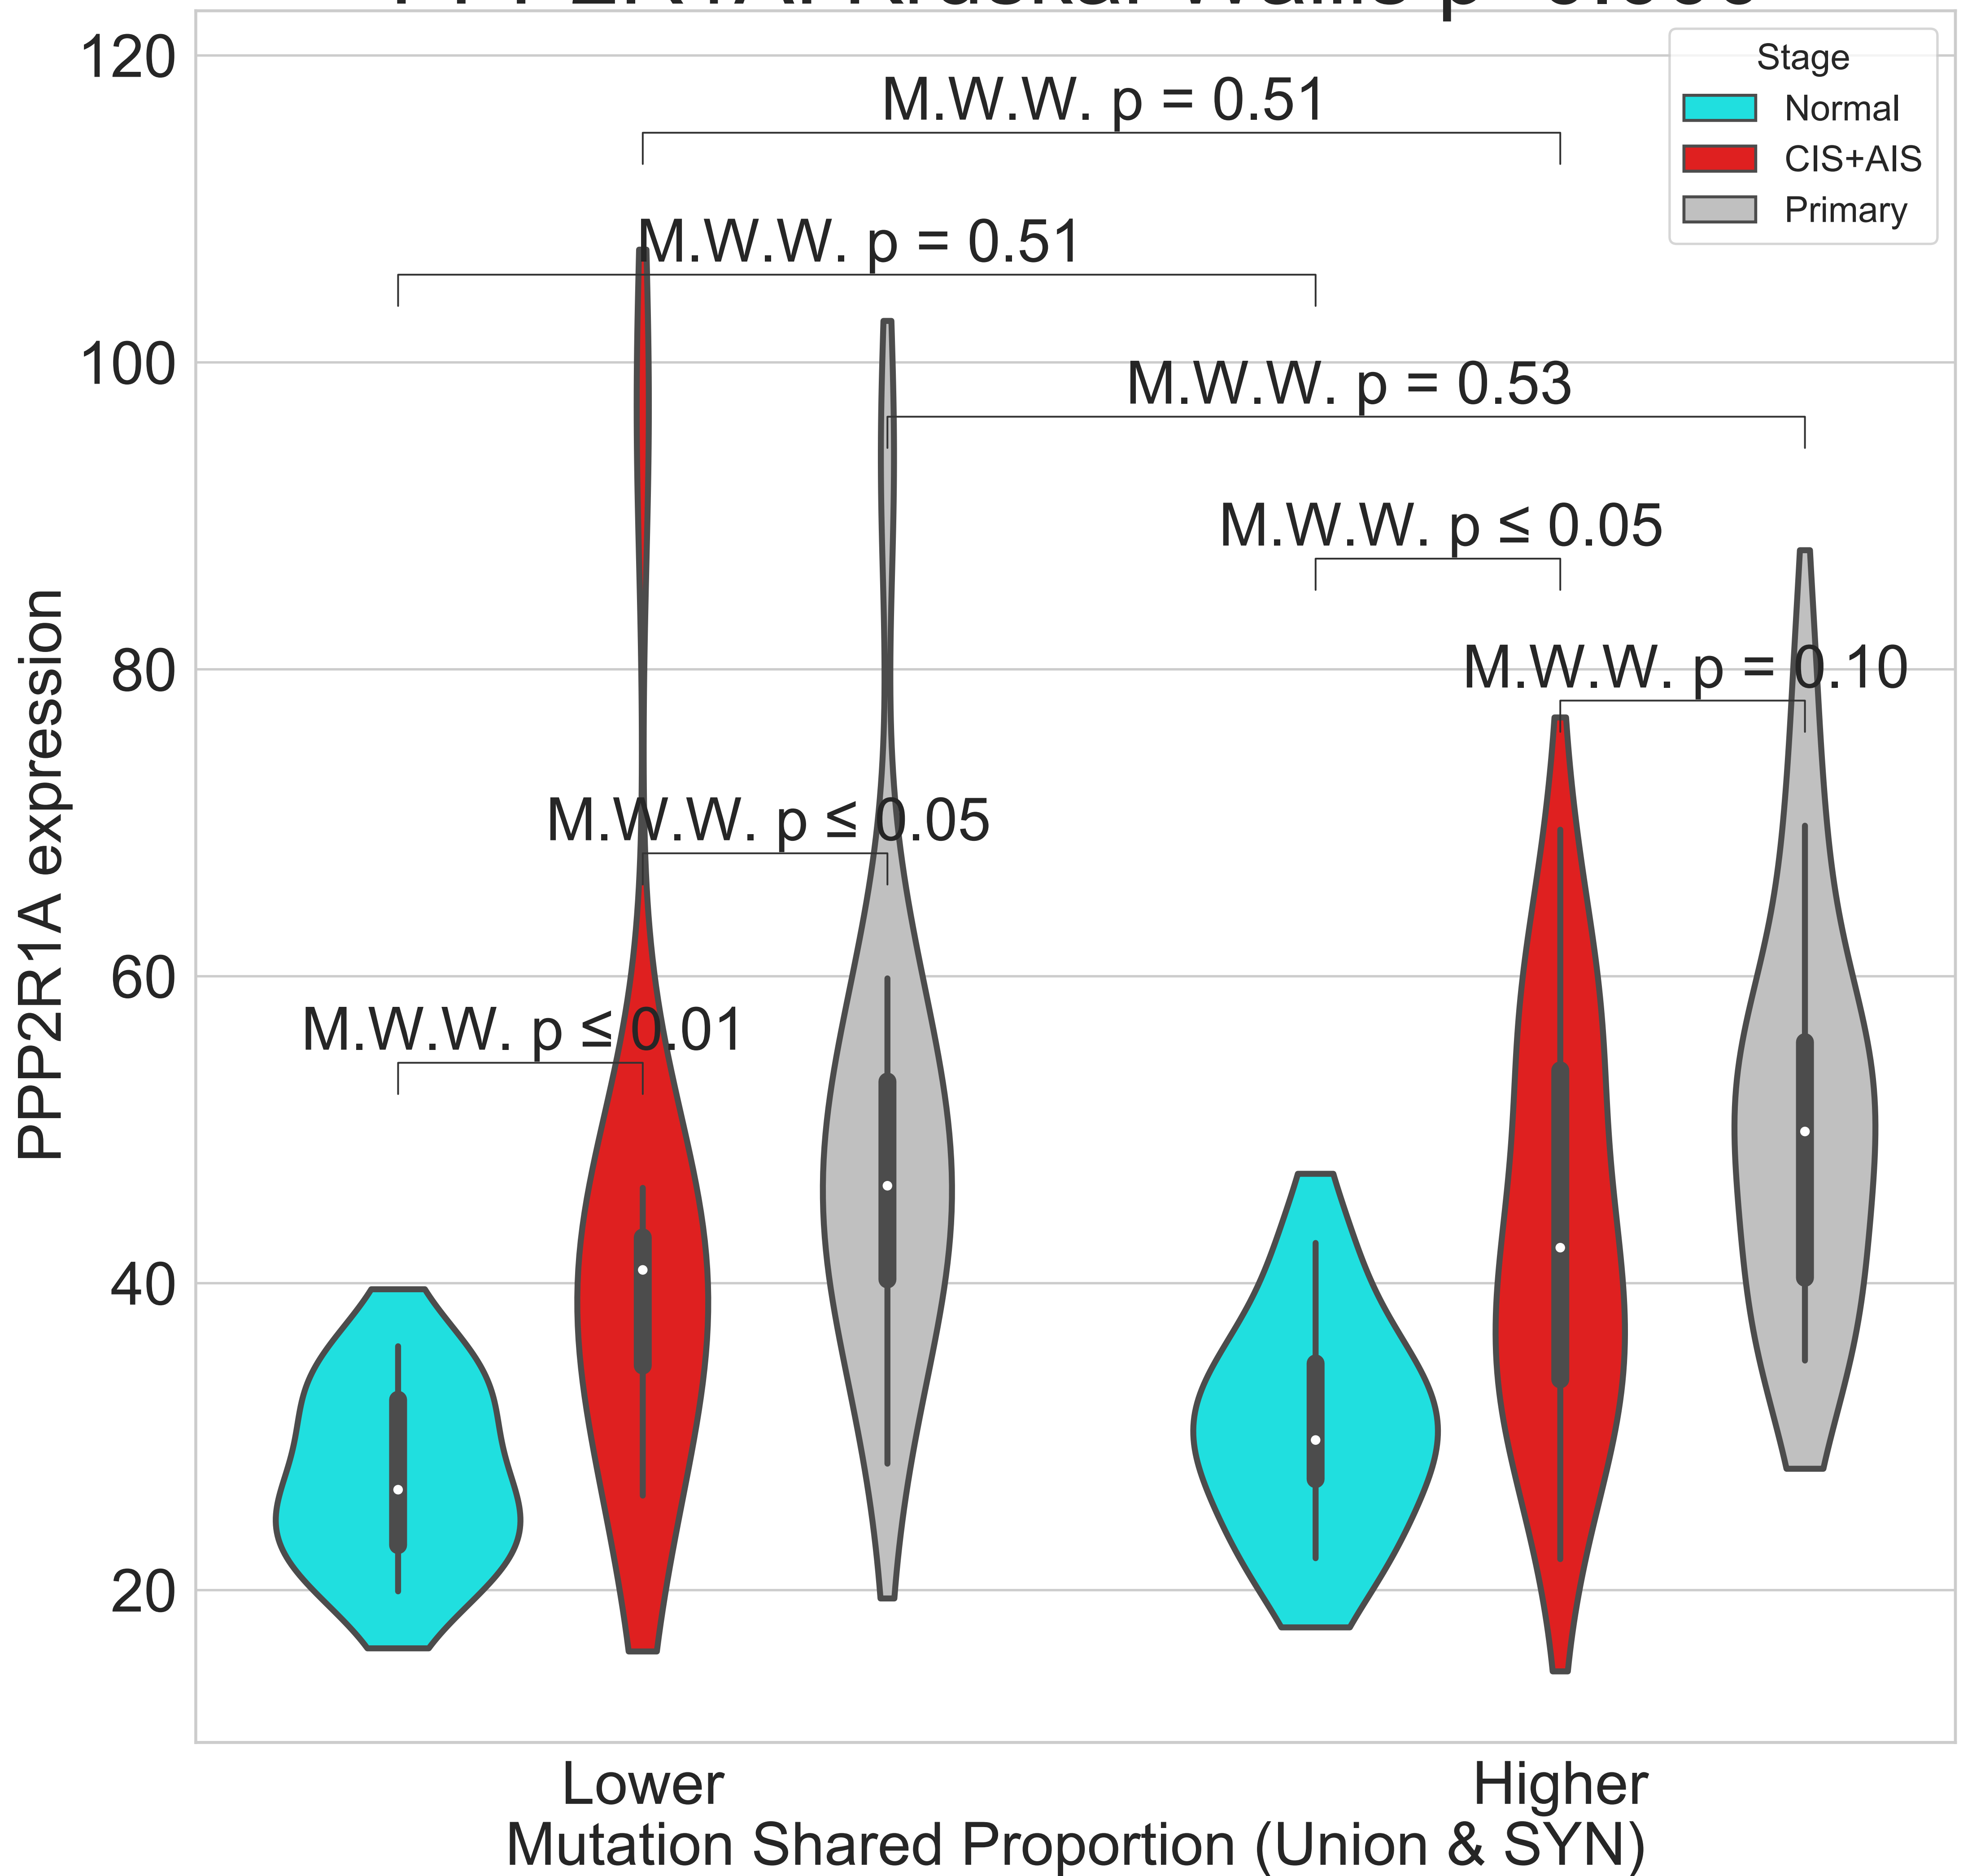 120
Stage
Normal
CIS+AIS
Primary
M.W.W. p = 0.51
M.W.W. p = 0.51
100
M.W.W. p = 0.53
M.W.W. p ≤ 0.05
80
M.W.W. p = 0.10
M.W.W. p ≤ 0.05
60
M.W.W. p ≤ 0.01
40
20
PPP2R1A expression
Lower
Higher
Mutation Shared Proportion (Union & SYN)